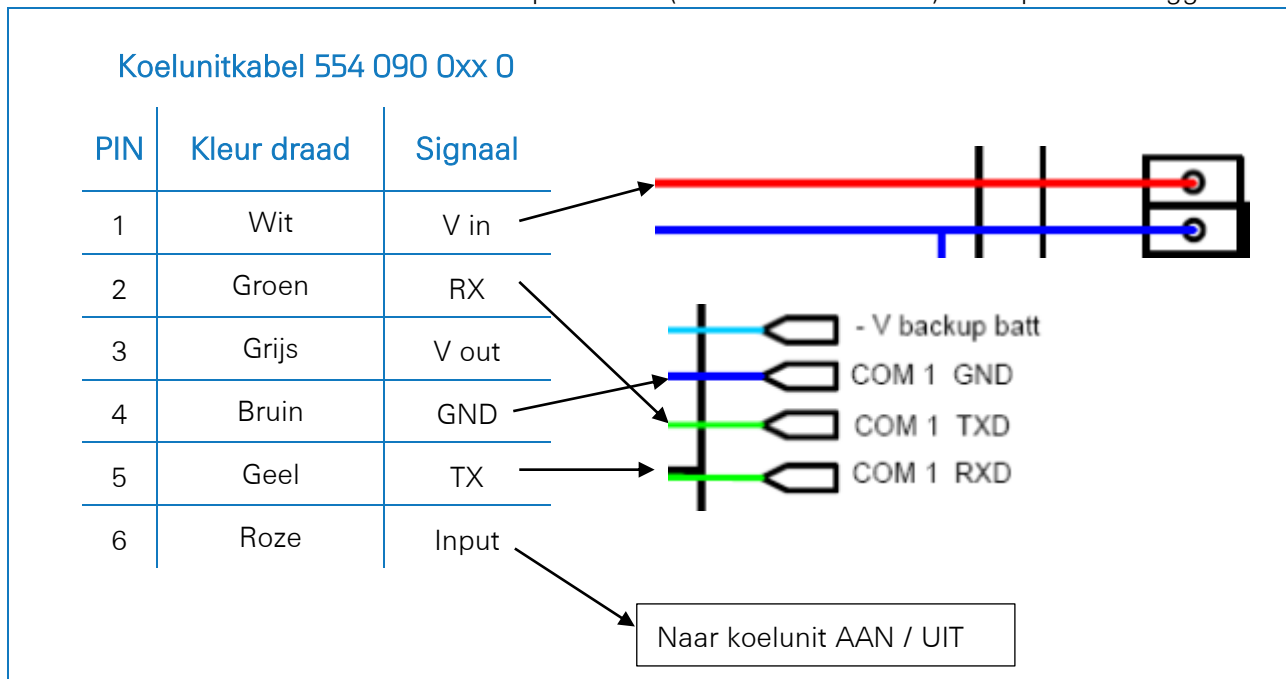 Koelunitkabel 554 090 0xx 0
PIN Kleur draad Signaal
1 Wit V in
2 Groen RX
3 Grijs V out
4 Bruin GND
5 Geel TX
6 Roze Input
- V backup batt
COM 1 GND
COM 1 TXD
COM 1 RXD
Naar koelunit AAN / UIT